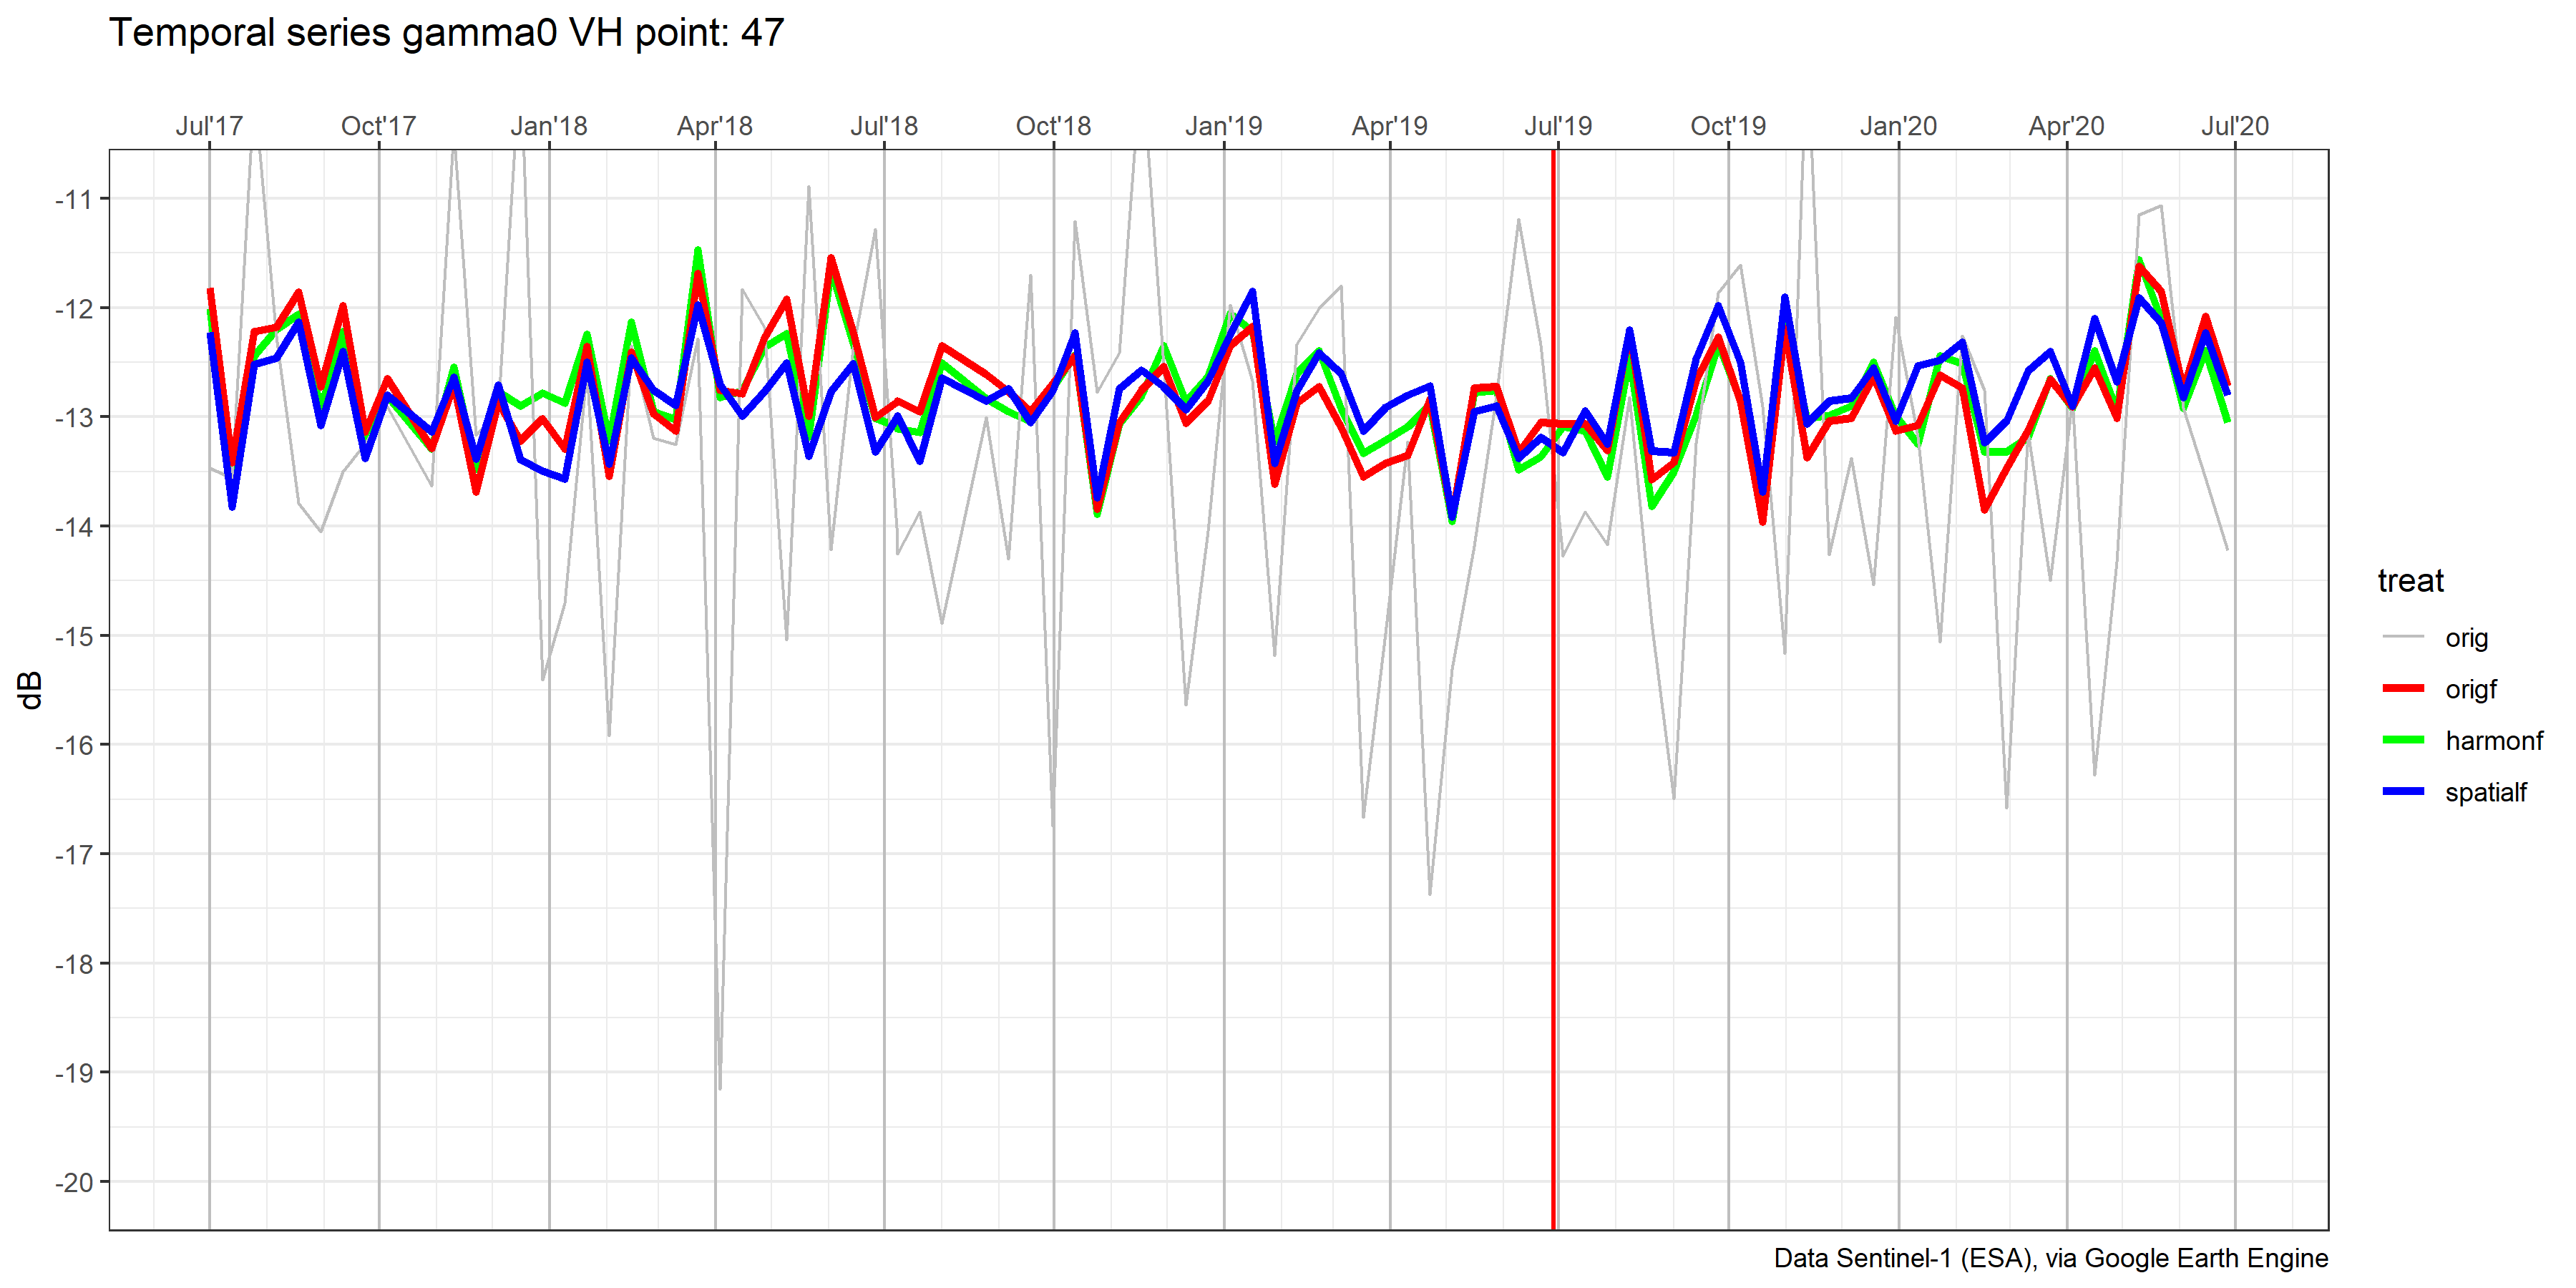 Temporal series gamma0 VH point: 47
Jul'17 Oct'17 Jan'18 Apr'18 Jul'18 Oct'18 Jan'19 Apr'19 Jul'19 Oct'19 Jan'20 Apr'20 Jul'20
-11
-12
-13
-14
-15
-16
-17
-18
-19
-20
dB
treat
orig
origf
harmonf
spatialf
Data Sentinel-1 (ESA), via Google Earth Engine